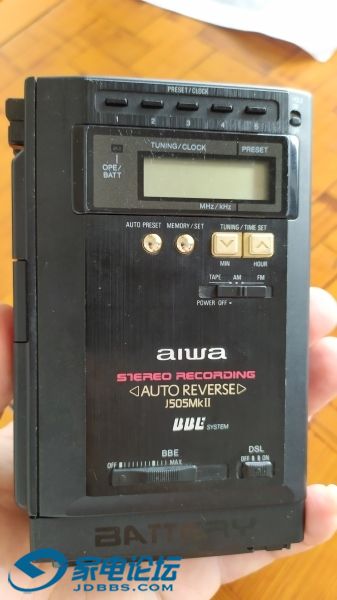 PRESET/CLOCK
1 2 3 4 5
TUNING/CLOCK PRESET
OPE/
BATT
MHz/kHz
AUTO PRESET MEMORY/SET TUNING/TIME SET
MIN HOUR
TAPE AM FM
POWER OFF
aiwa
STEREO RECORDING
◁AUTO REVERSE▷
J505MkII
BBE SYSTEM
BBE
OFF MAX
DSL
OFF ON
BATTERY
家电论坛
JDBBS.COM